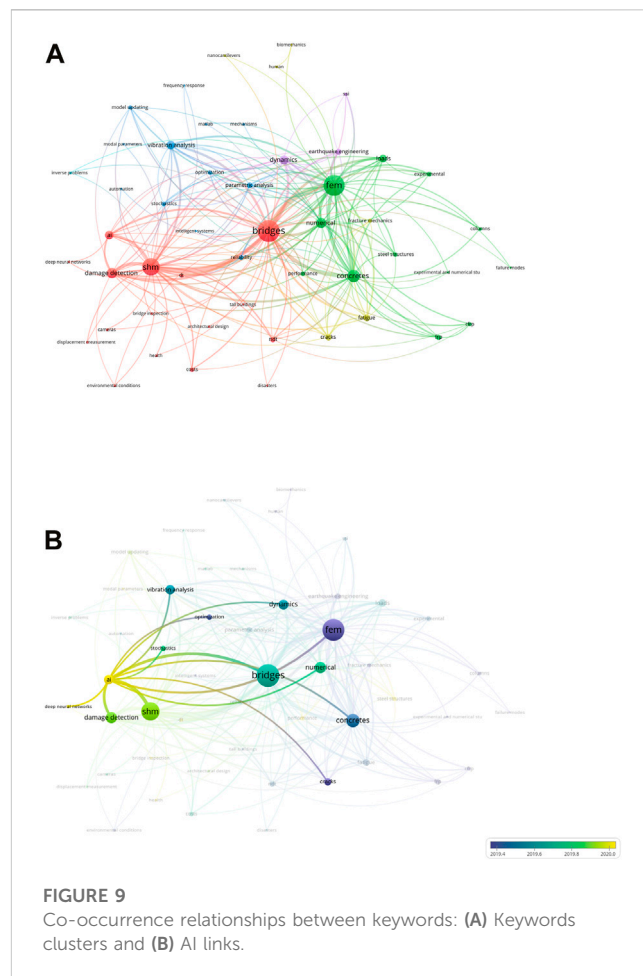 A
biomechanics
nanocantilevers
human
frequency response
ssi
model updating
modes
mechanisms
vibration analysis
earthquake engineering
dynamics
loads
modal parameters
optimization
experimental
inverse problems
parametric analysis
fem
automation
stochastics
numerical
fracture mechanics
columns
bridges
ai
intelligent systems
reliability
steel structures
deep neural networks
shm
damage detection
performance
concretes
experimental and numerical stu
failure modes
tall buildings
bridge inspection
fatigue
architectural design
cameras
cracks
frp
displacement measurement
health
costs
environmental conditions
disasters
B
vibration analysis
dynamics
optimization
fem
stochastics
numerical
bridges
ai
deep neural networks
shm
damage detection
concretes
cracks
2019.4 2019.6 2019.8 2020.0
FIGURE 9
Co-occurrence relationships between keywords: (A) Keywords
clusters and (B) AI links.